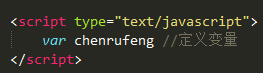 <script type="text/javascript">
var chenrufeng //定义变量
</script>